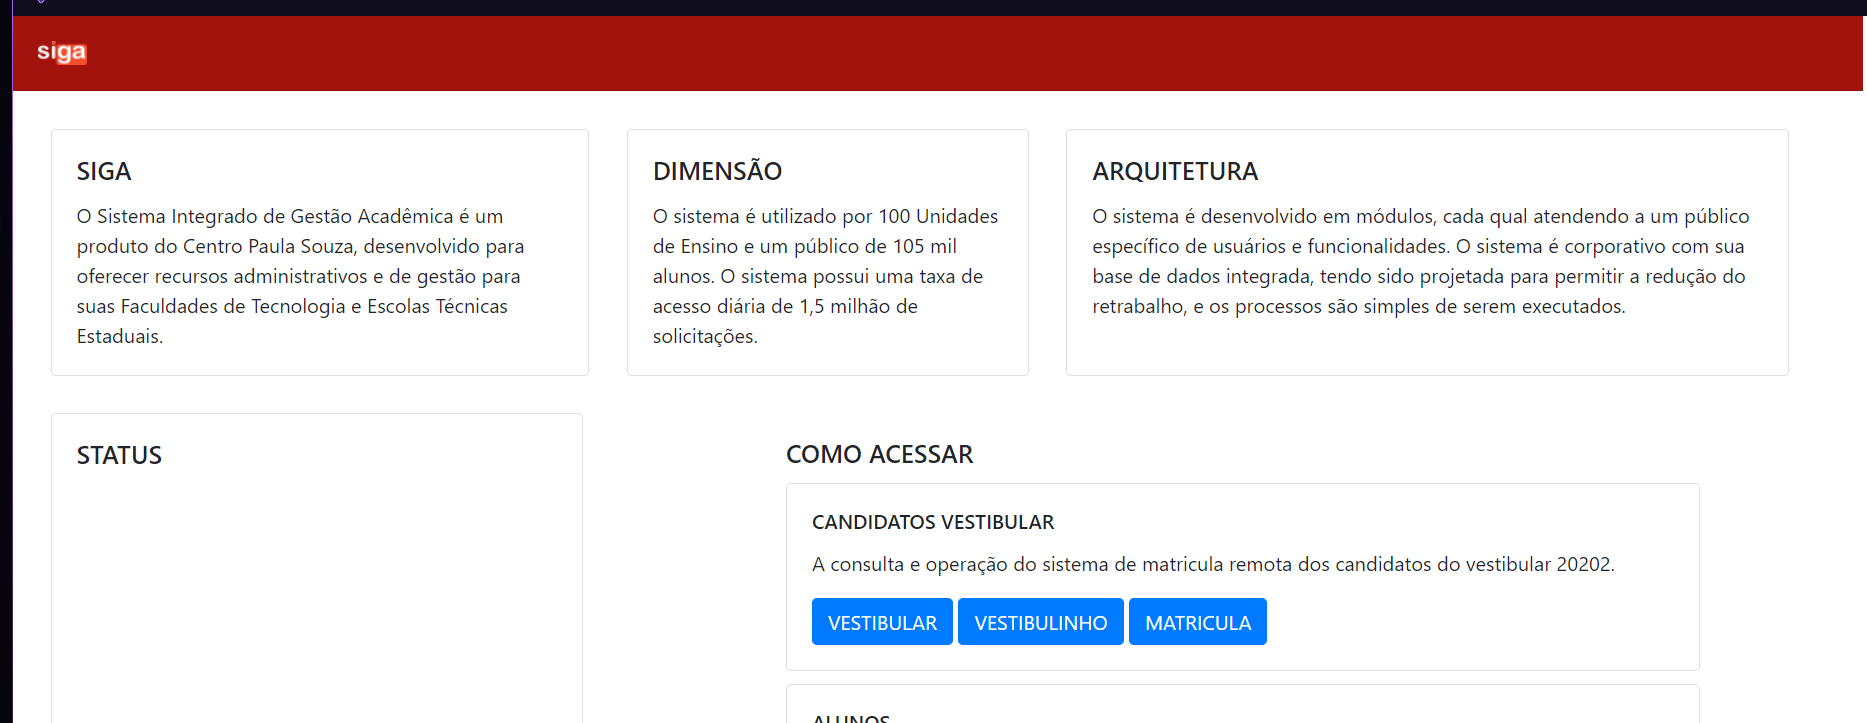 siga
SIGA
O Sistema Integrado de Gestão Acadêmica é um
produto do Centro Paula Souza, desenvolvido para
oferecer recursos administrativos e de gestão para
suas Faculdades de Tecnologia e Escolas Técnicas
Estaduais.
DIMENSÃO
O sistema é utilizado por 100 Unidades
de Ensino e um público de 105 mil
alunos. O sistema possui uma taxa de
acesso diária de 1,5 milhão de
solicitações.
ARQUITETURA
O sistema é desenvolvido em módulos, cada qual atendendo a um público
específico de usuários e funcionalidades. O sistema é corporativo com sua
base de dados integrada, tendo sido projetada para permitir a redução do
retrabalho, e os processos são simples de serem executados.
STATUS
COMO ACESSAR
CANDIDATOS VESTIBULAR
A consulta e operação do sistema de matricula remota dos candidatos do vestibular 20202.
VESTIBULAR VESTIBULINHO MATRICULA
ALUNOS